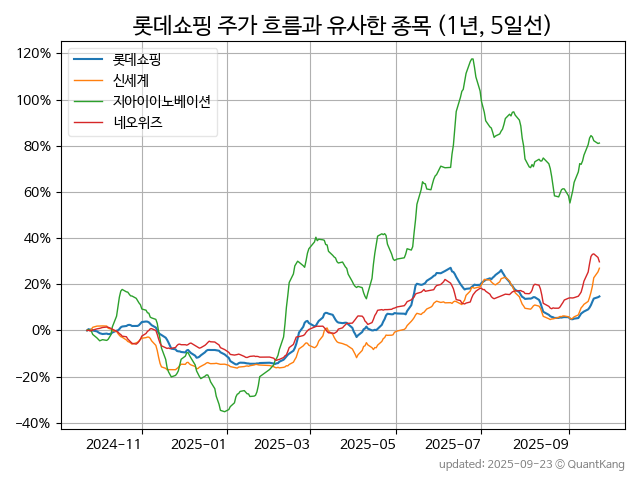 롯데쇼핑 주가 흐름과 유사한 종목 (1년, 5일선)
롯데쇼핑
신세계
지아이이노베이션
네오위즈
120%
100%
80%
60%
40%
20%
0%
−20%
−40%
2024-11
2025-01
2025-03
2025-05
2025-07
2025-09
updated: 2025-09-23 © QuantKang